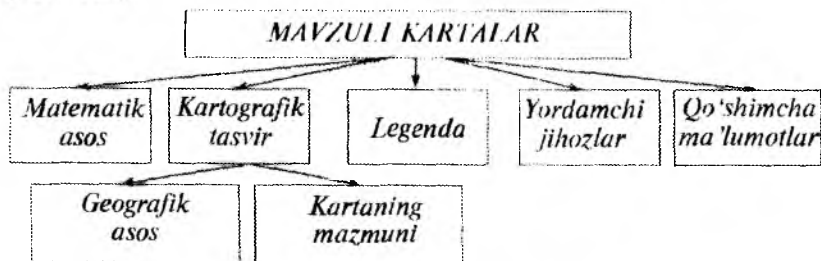 MAVZULI KARTALAR
Matematik
asos
Kartografik
tasvir
Legenda
Yordamchi
jihozlar
Qo'shimcha
ma'lumotlar
Geografik
asos
Kartaning
mazmuni